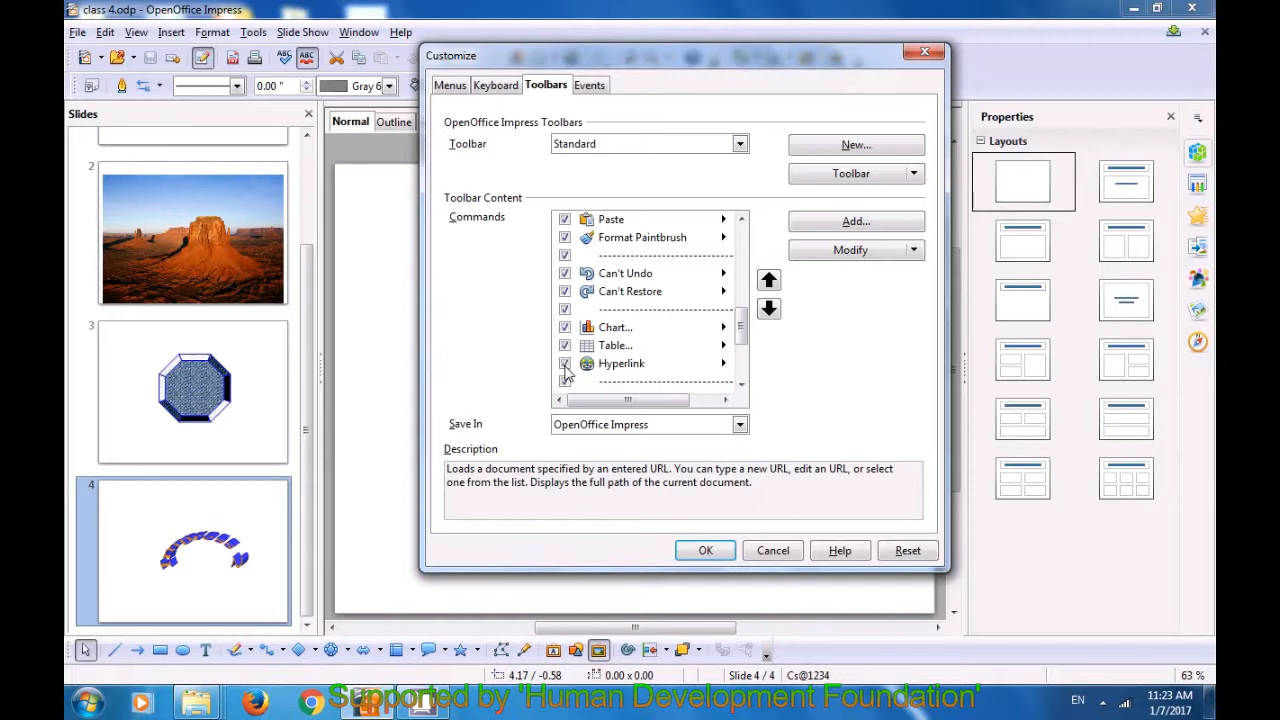 class 4.odp - OpenOffice Impress
File Edit View Insert Format Tools Slide Show Window Help
0.00 " Gray 6
Slides
2
3
4
Normal Outline
Customize
Menus Keyboard Toolbars Events
OpenOffice Impress Toolbars
Toolbar Standard New...
Toolbar
Toolbar Content
Commands
Paste
Format Paintbrush
Can't Undo
Can't Restore
Chart...
Table...
Hyperlink
Add...
Modify
Save In OpenOffice Impress
Description
Loads a document specified by an entered URL. You can type a new URL, edit an URL, or select
one from the list. Displays the full path of the current document.
OK Cancel Help Reset
Properties
Layouts
4.17 / -0.58 0.00 x 0.00 Slide 4 / 4 Cs@1234 63 %
Supported by 'Human Development Foundation'
EN 11:23 AM
1/7/2017